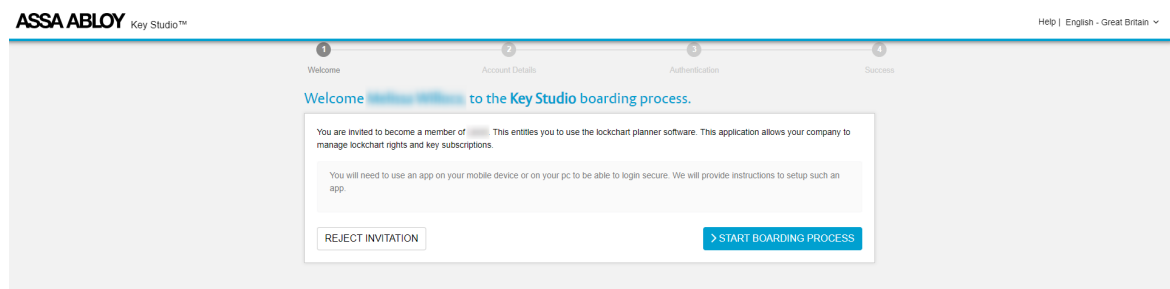 ASSA ABLOY Key Studio™
Help | English - Great Britain
1 2 3 4
Welcome Account Details Authentication Success
Welcome to the Key Studio boarding process.
You are invited to become a member of . This entitles you to use the lockchart planner software. This application allows your company to
manage lockchart rights and key subscriptions.
You will need to use an app on your mobile device or on your pc to be able to login secure. We will provide instructions to setup such an
app.
REJECT INVITATION
> START BOARDING PROCESS